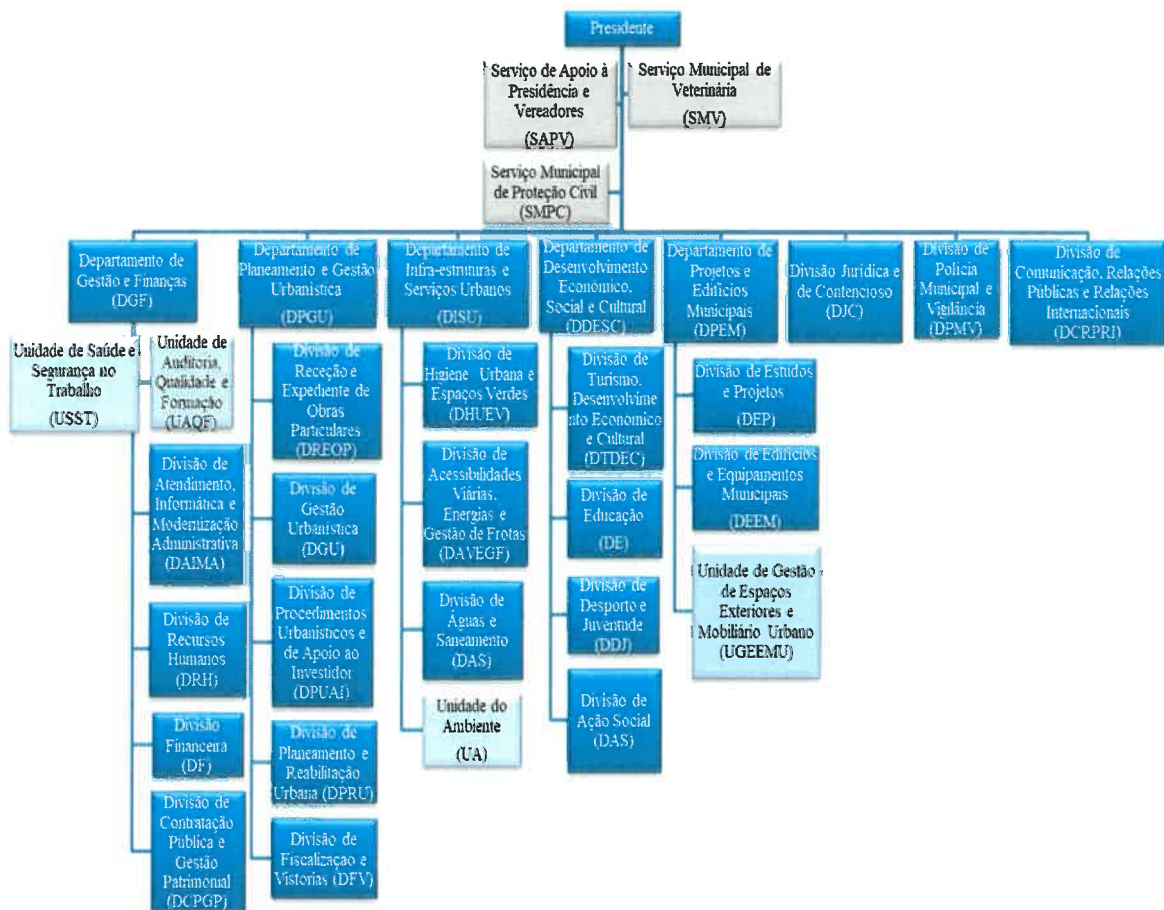 Presidente
Serviço de Apoio à
Presidência e
Vereadores
(SAPV)
Serviço Municipal de
Veterinária
(SMV)
Serviço Municipal
de Proteção Civil
(SMPC)
Departamento de
Gestão e Finanças
(DGF)
Departamento de
Planeamento e Gestão
Urbanística
(DPGU)
Departamento de
Infra-estruturas e
Serviços Urbanos
(DISU)
Departamento de
Desenvolvimento
Económico,
Social e Cultural
(DDESC)
Departamento de
Projetos e
Edifícios
Municipais
(DPEM)
Divisão Jurídica e
de Contencioso
(DJC)
Divisão de
Polícia
Municipal e
Vigilância
(DPMV)
Divisão de
Comunicação, Relações
Públicas e Relações
Internacionais
(DCRPRI)
Unidade de Saúde e
Segurança no
Trabalho
(USST)
Unidade de
Auditoria,
Qualidade e
Formação
(UAQF)
Divisão de
Atendimento,
Informática e
Modernização
Administrativa
(DAIMA)
Divisão de
Recursos
Humanos
(DRH)
Divisão
Financeira
(DF)
Divisão de
Contratação
Pública e
Gestão
Patrimonial
(DCPGP)
Divisão de
Receção e
Expediente de
Obras
Particulares
(DREOP)
Divisão de
Gestão
Urbanística
(DGU)
Divisão de
Procedimentos
Urbanísticos e
de Apoio ao
Investidor
(DPUAI)
Divisão de
Planeamento e
Reabilitação
Urbana (DPRU)
Divisão de
Fiscalização e
Vistorias (DFV)
Divisão de
Higiene Urbana e
Espaços Verdes
(DHUEV)
Divisão de
Acessibilidades
Viárias,
Energias e
Gestão de Frotas
(DAVEGF)
Divisão de
Águas e
Saneamento
(DAS)
Unidade do
Ambiente
(UA)
Divisão de
Turismo,
Desenvolvime
nto Económico
e Cultural
(DTDEC)
Divisão de
Educação
(DE)
Divisão de
Desporto e
Juventude
(DDJ)
Divisão de
Ação Social
(DAS)
Divisão de Estudos
e Projetos
(DEP)
Divisão de Edifícios
e Equipamentos
Municipais
(DEEM)
Unidade de Gestão
de Espaços
Exteriores e
Mobiliário Urbano
(UGEEMU)